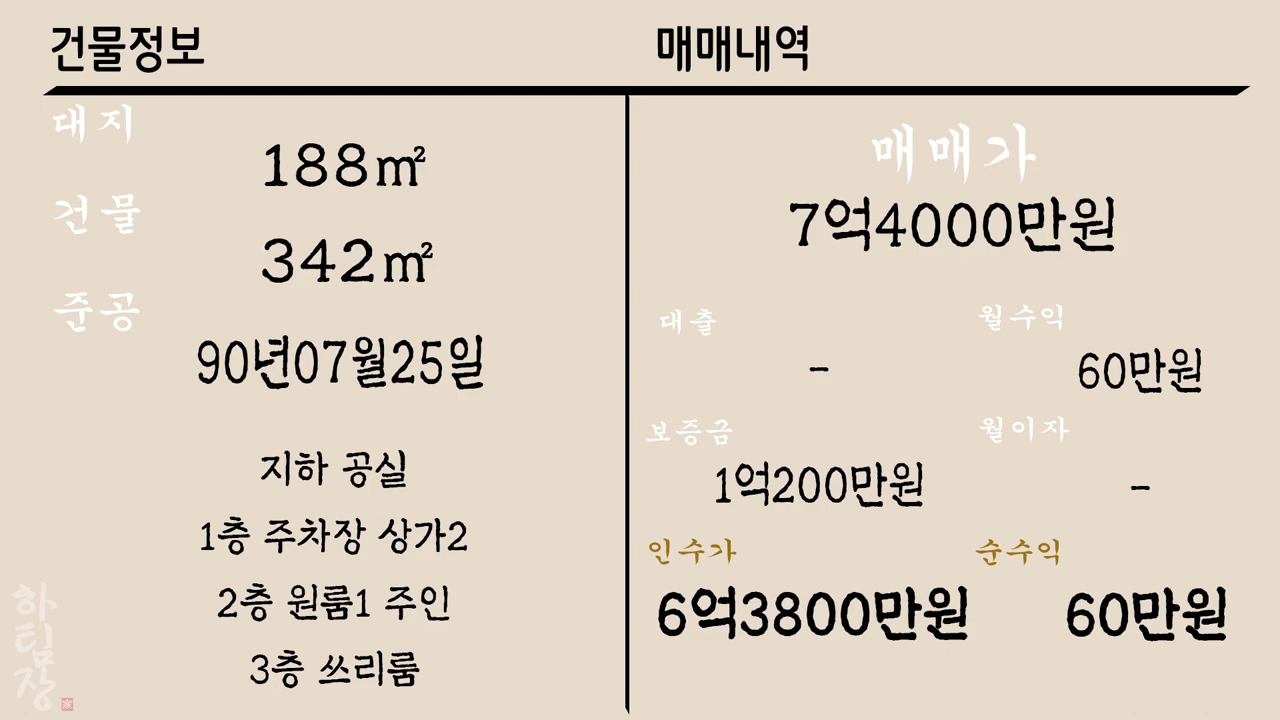 건물정보
대지
188㎡
건물
342㎡
준공
90년07월25일
지하 공실
1층 주차장 상가2
2층 원룸1 주인
3층 쓰리룸
하팀장
매매내역
매매가
7억4000만원
대출
-
월수익
60만원
보증금
1억200만원
월이자
-
인수가
6억3800만원
순수익
60만원